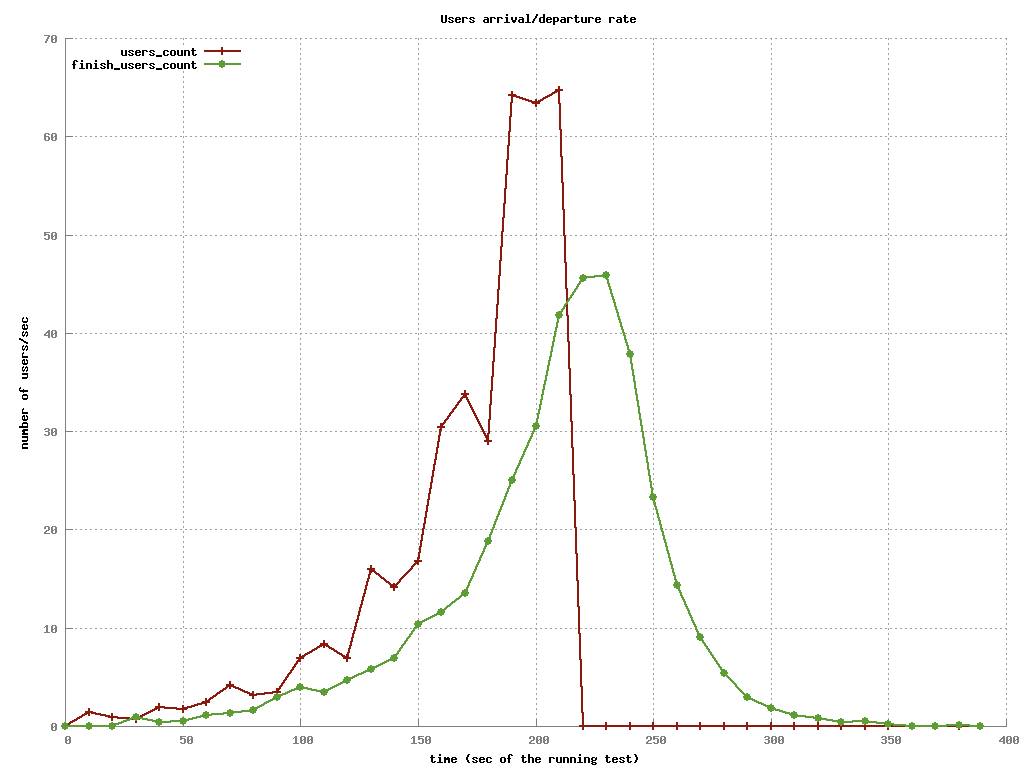 Users arrival/departure rate
users_count
finish_users_count
70
60
50
40
30
20
10
0
number of users/sec
0 50 100 150 200 250 300 350 400
time (sec of the running test)